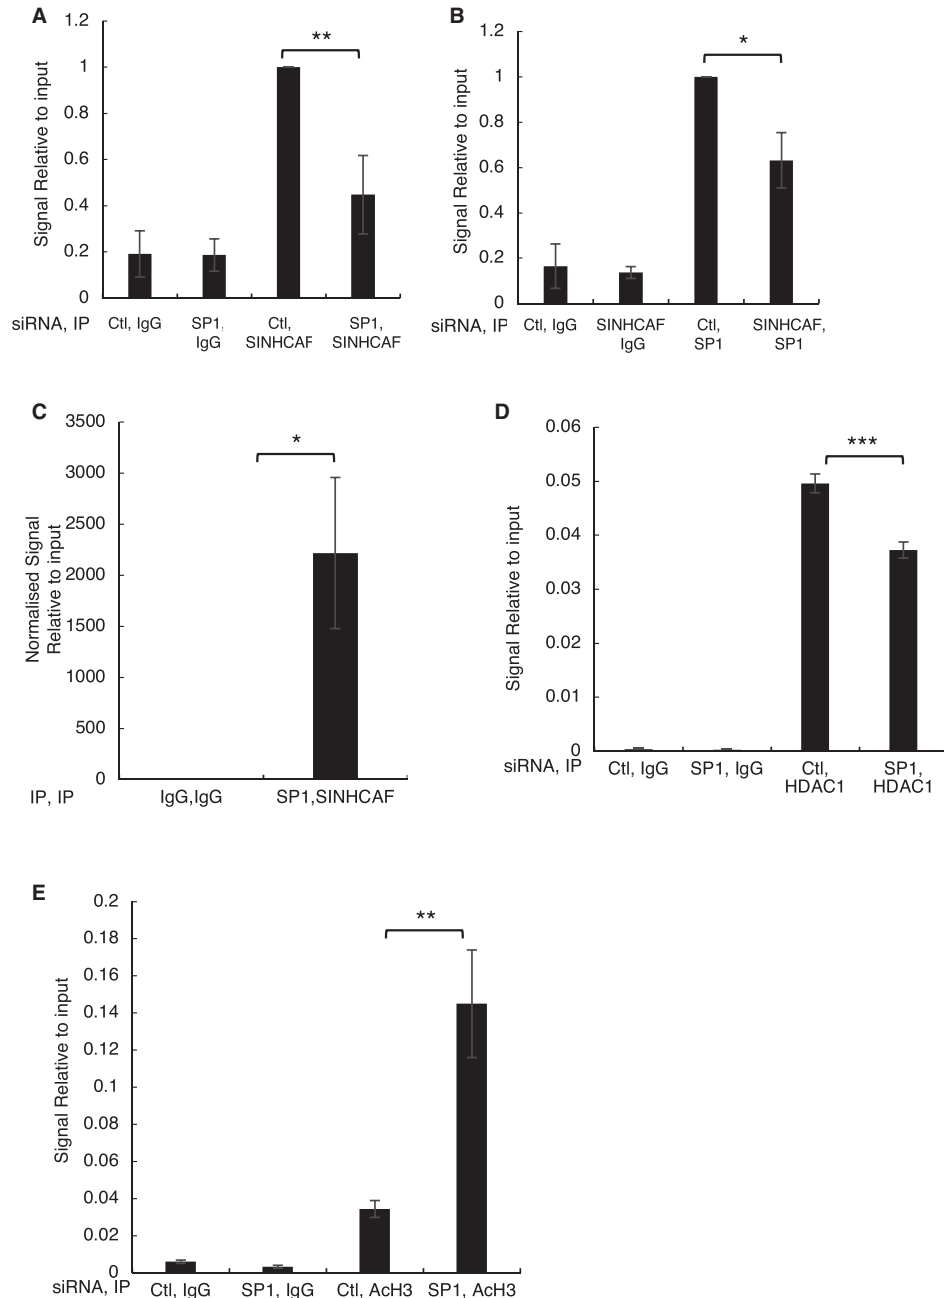 A
1.2
1
0.8
0.6
0.4
0.2
0
Signal Relative to input
**
siRNA, IP
Ctl, IgG
SP1,
IgG
Ctl,
SINHCAF
SP1,
SINHCAF
B
1.2
1
0.8
0.6
0.4
0.2
0
Signal Relative to input
*
siRNA, IP
Ctl, IgG
SINHCAF
IgG
Ctl,
SP1
SINHCAF,
SP1
C
3500
3000
2500
2000
1500
1000
500
0
Normalised Signal
Relative to input
*
IP, IP
IgG,IgG
SP1,SINHCAF
D
0.06
0.05
0.04
0.03
0.02
0.01
0
Signal Relative to input
***
siRNA, IP
Ctl, IgG
SP1, IgG
Ctl,
HDAC1
SP1,
HDAC1
E
0.2
0.18
0.16
0.14
0.12
0.1
0.08
0.06
0.04
0.02
0
Signal Relative to input
**
siRNA, IP
Ctl, IgG
SP1, IgG
Ctl, AcH3
SP1, AcH3